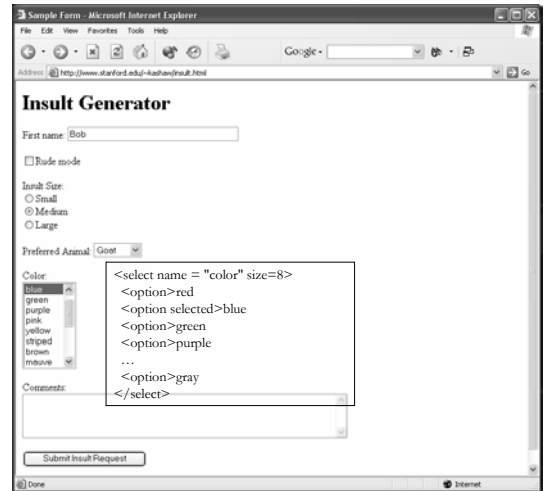 Sample Form - Microsoft Internet Explorer
File Edit View Favorites Tools Help
Google
Address http://www.stanford.edu/~kashaw/insult.html Go
Insult Generator
First name: Bob
Rude mode
Insult Size:
Small
Medium
Large
Preferred Animal: Goat
Color:
blue
green
purple
pink
yellow
striped
brown
mauve
<select name = "color" size=8>
<option>red
<option selected>blue
<option>green
<option>purple
…
<option>gray
</select>
Comments:
Submit Insult Request
Done Internet